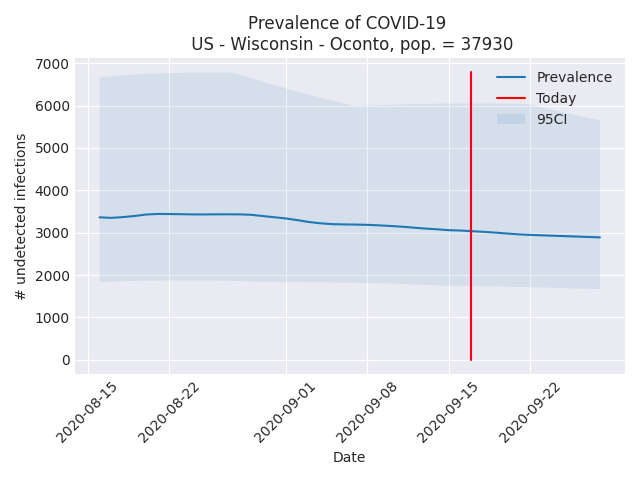 Prevalence of COVID-19
US - Wisconsin - Oconto, pop. = 37930
7000
6000
5000
4000
3000
2000
1000
0
# undetected infections
Prevalence
Today
95CI
2020-08-15
2020-08-22
2020-09-01
2020-09-08
2020-09-15
2020-09-22
Date